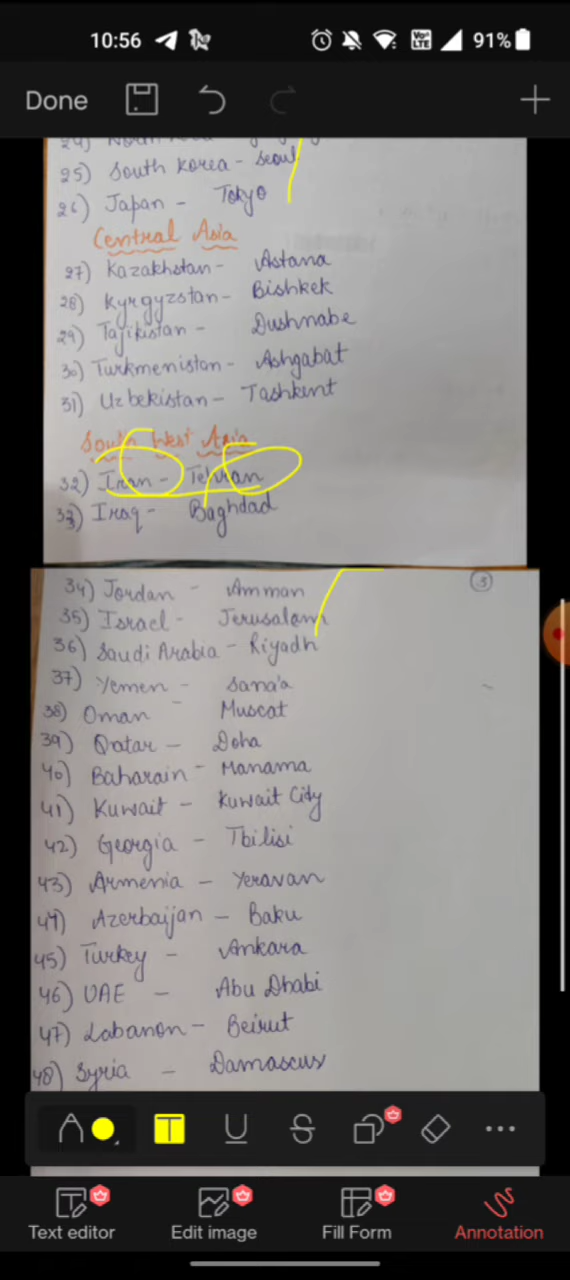 10:56 Vo) LTE 91%
Done
25) South Korea - Seoul
26) Japan - Tokyo
Central Asia
27) Kazakhstan - Astana
28) Kyrgyzstan - Bishkek
29) Tajikistan - Dushnabe
30) Turkmenistan - Ashgabat
31) Uzbekistan - Tashkent
South West Asia
32) Iran - Tehran
33) Iraq - Baghdad
3
34) Jordan - Amman
35) Israel - Jerusalam
36) Saudi Arabia - Riyadh
37) Yemen - Sana'a
38) Oman - Muscat
39) Qatar - Doha
40) Baharain - Manama
41) Kuwait - Kuwait City
42) Georgia - Tbilisi
43) Armenia - Yeravan
44) Azerbaijan - Baku
45) Turkey - Ankara
46) UAE - Abu Dhabi
47) Labanon - Beirut
48) Syria - Damascus
T U S
Text editor Edit image Fill Form Annotation